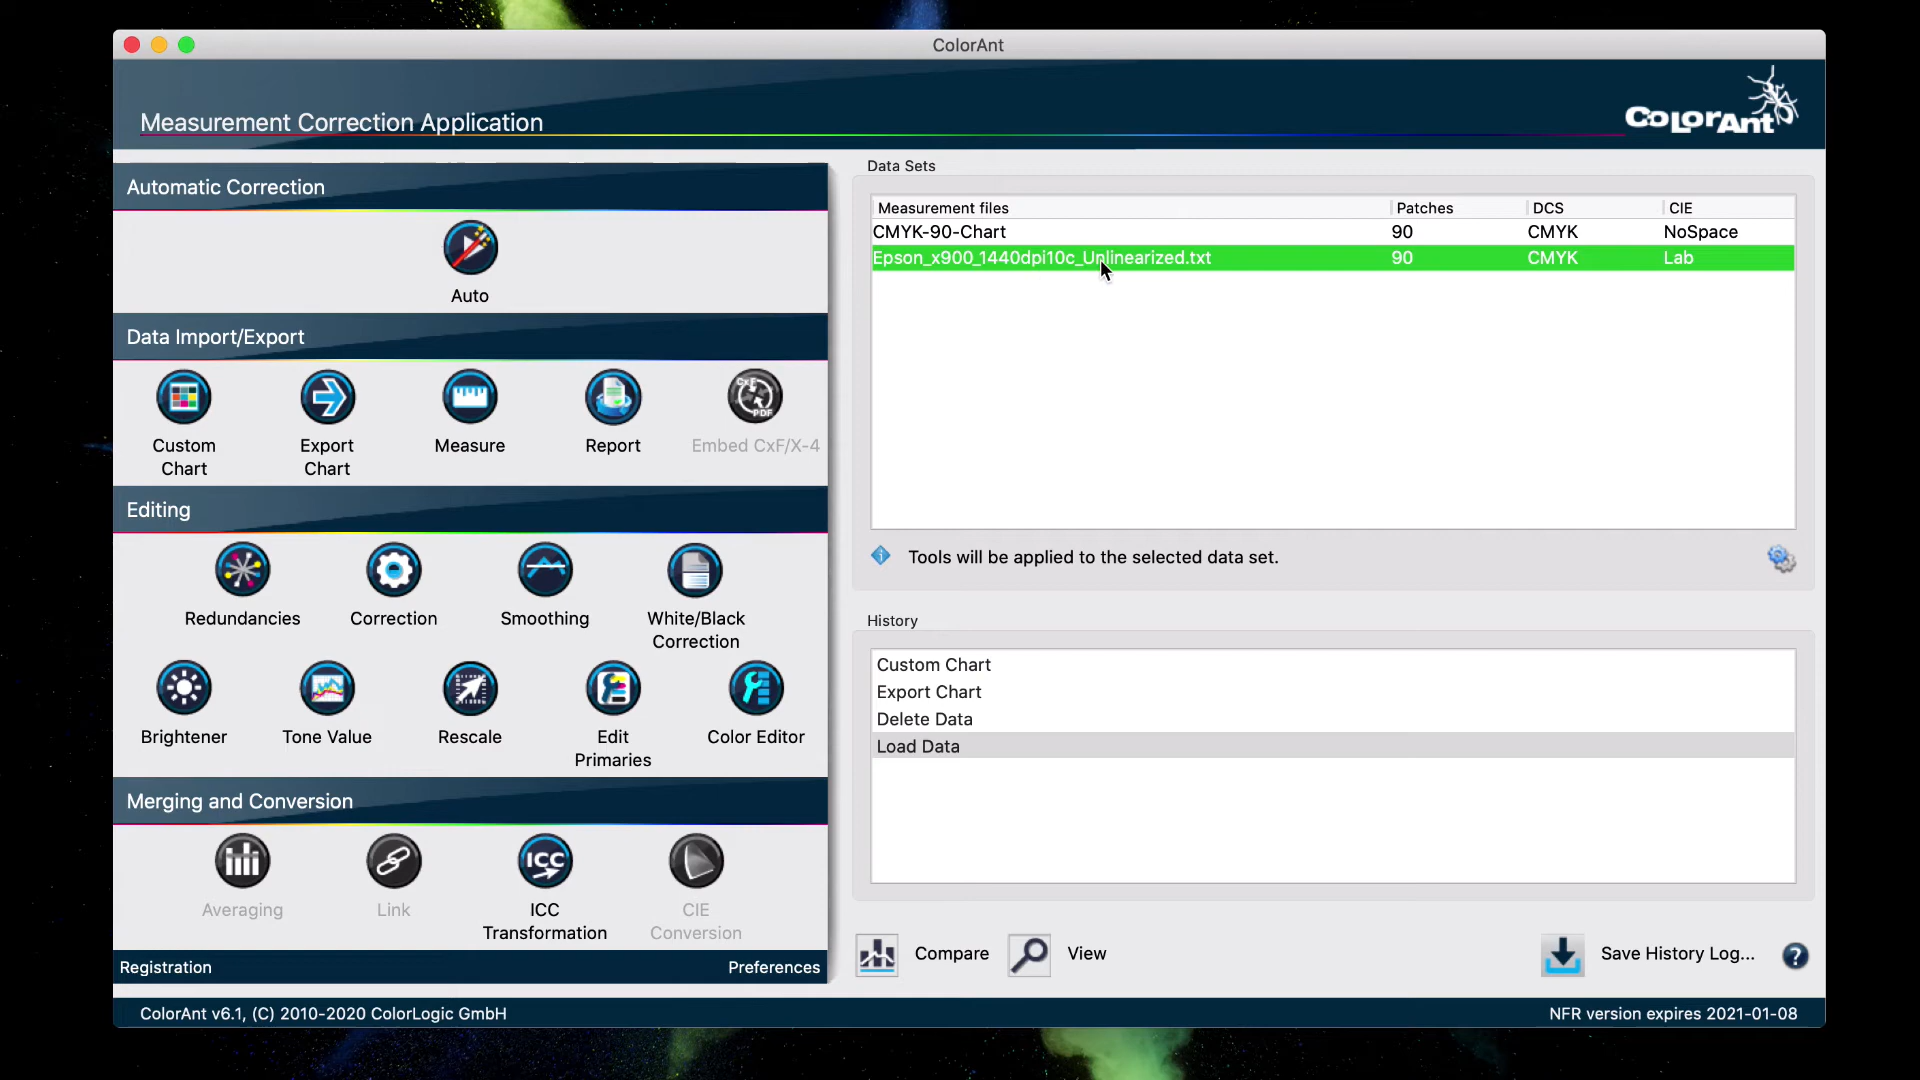 ColorAnt
Measurement Correction Application
ColorAnt
Automatic Correction
Auto
Data Import/Export
Custom
Chart
Export
Chart
Measure
Report
CxF
PDF
Embed CxF/X-4
Editing
Redundancies
Correction
Smoothing
White/Black
Correction
Brightener
Tone Value
Rescale
Edit
Primaries
Color Editor
Merging and Conversion
Averaging
Link
ICC
ICC
Transformation
CIE
Conversion
Registration
Preferences
Data Sets
Measurement files Patches DCS CIE
CMYK-90-Chart 90 CMYK NoSpace
Epson_x900_1440dpi10c_Unlinearized.txt 90 CMYK Lab
Tools will be applied to the selected data set.
History
Custom Chart
Export Chart
Delete Data
Load Data
Compare
View
Save History Log...
?
ColorAnt v6.1, (C) 2010-2020 ColorLogic GmbH
NFR version expires 2021-01-08